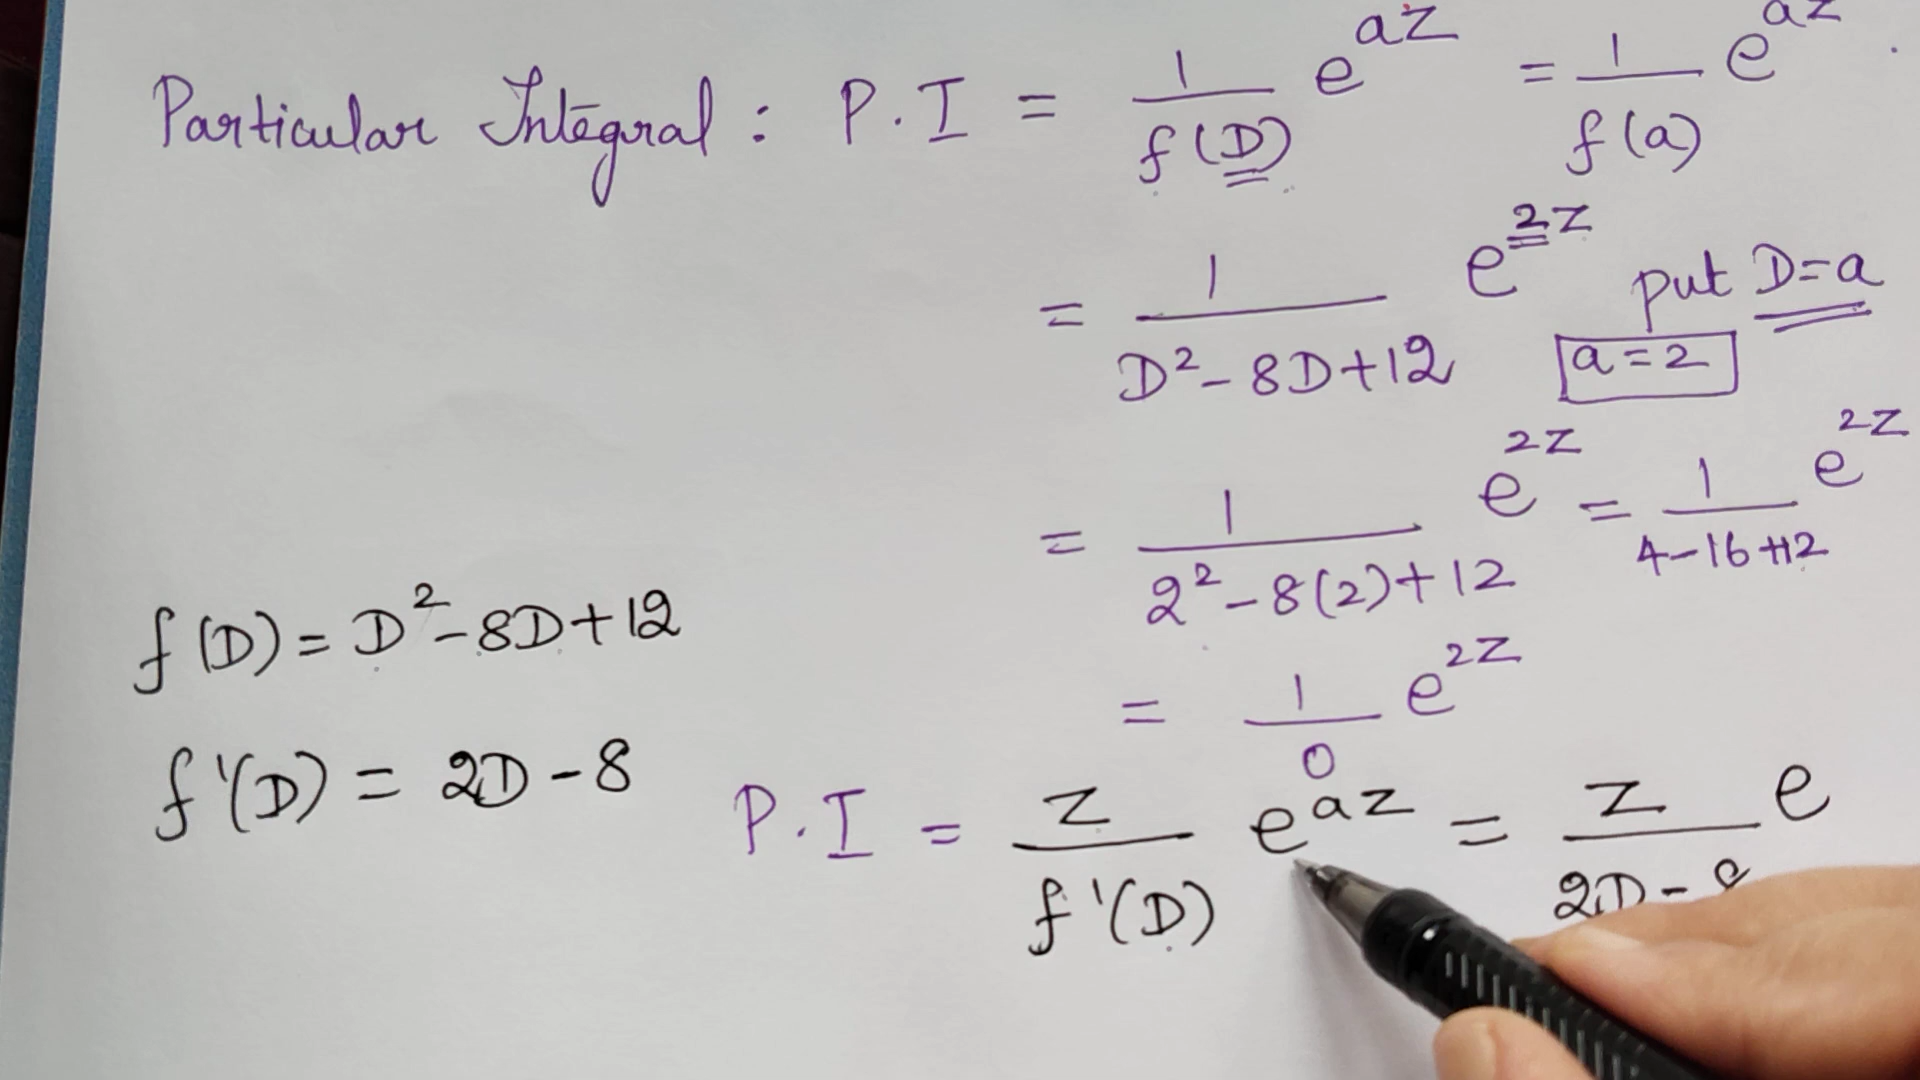 Particular Integral : P.I = 1/f(D) e^{az} = 1/f(a) e^{az}.
= 1/(D² - 8D + 12) e^{2z} put D = a
a = 2
= 1/(2² - 8(2) + 12) e^{2z} = 1/(4 - 16 + 12) e^{2z}
f(D) = D² - 8D + 12
= 1/0 e^{2z}
f'(D) = 2D - 8
P.I = z/f'(D) e^{az} = z/(2D - 8) e